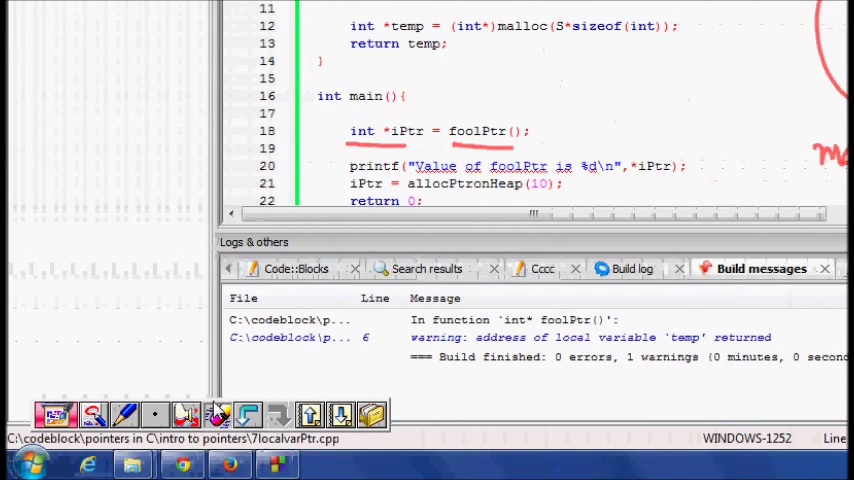 11
12 int *temp = (int*)malloc(S*sizeof(int));
13 return temp;
14 }
15
16 int main(){
17
18 int *iPtr = foolPtr();
19
20 printf("Value of foolPtr is %d\n",*iPtr);
21 iPtr = allocPtronHeap(10);
22 return 0;
Logs & others
Code::Blocks Search results Cccc Build log Build messages
File Line Message
C:\codeblock\p... In function `int* foolPtr()':
C:\codeblock\p... 6 warning: address of local variable `temp' returned
=== Build finished: 0 errors, 1 warnings (0 minutes, 0 second
C:\codeblock\pointers in C\intro to pointers\7localvarPtr.cpp WINDOWS-1252 Line